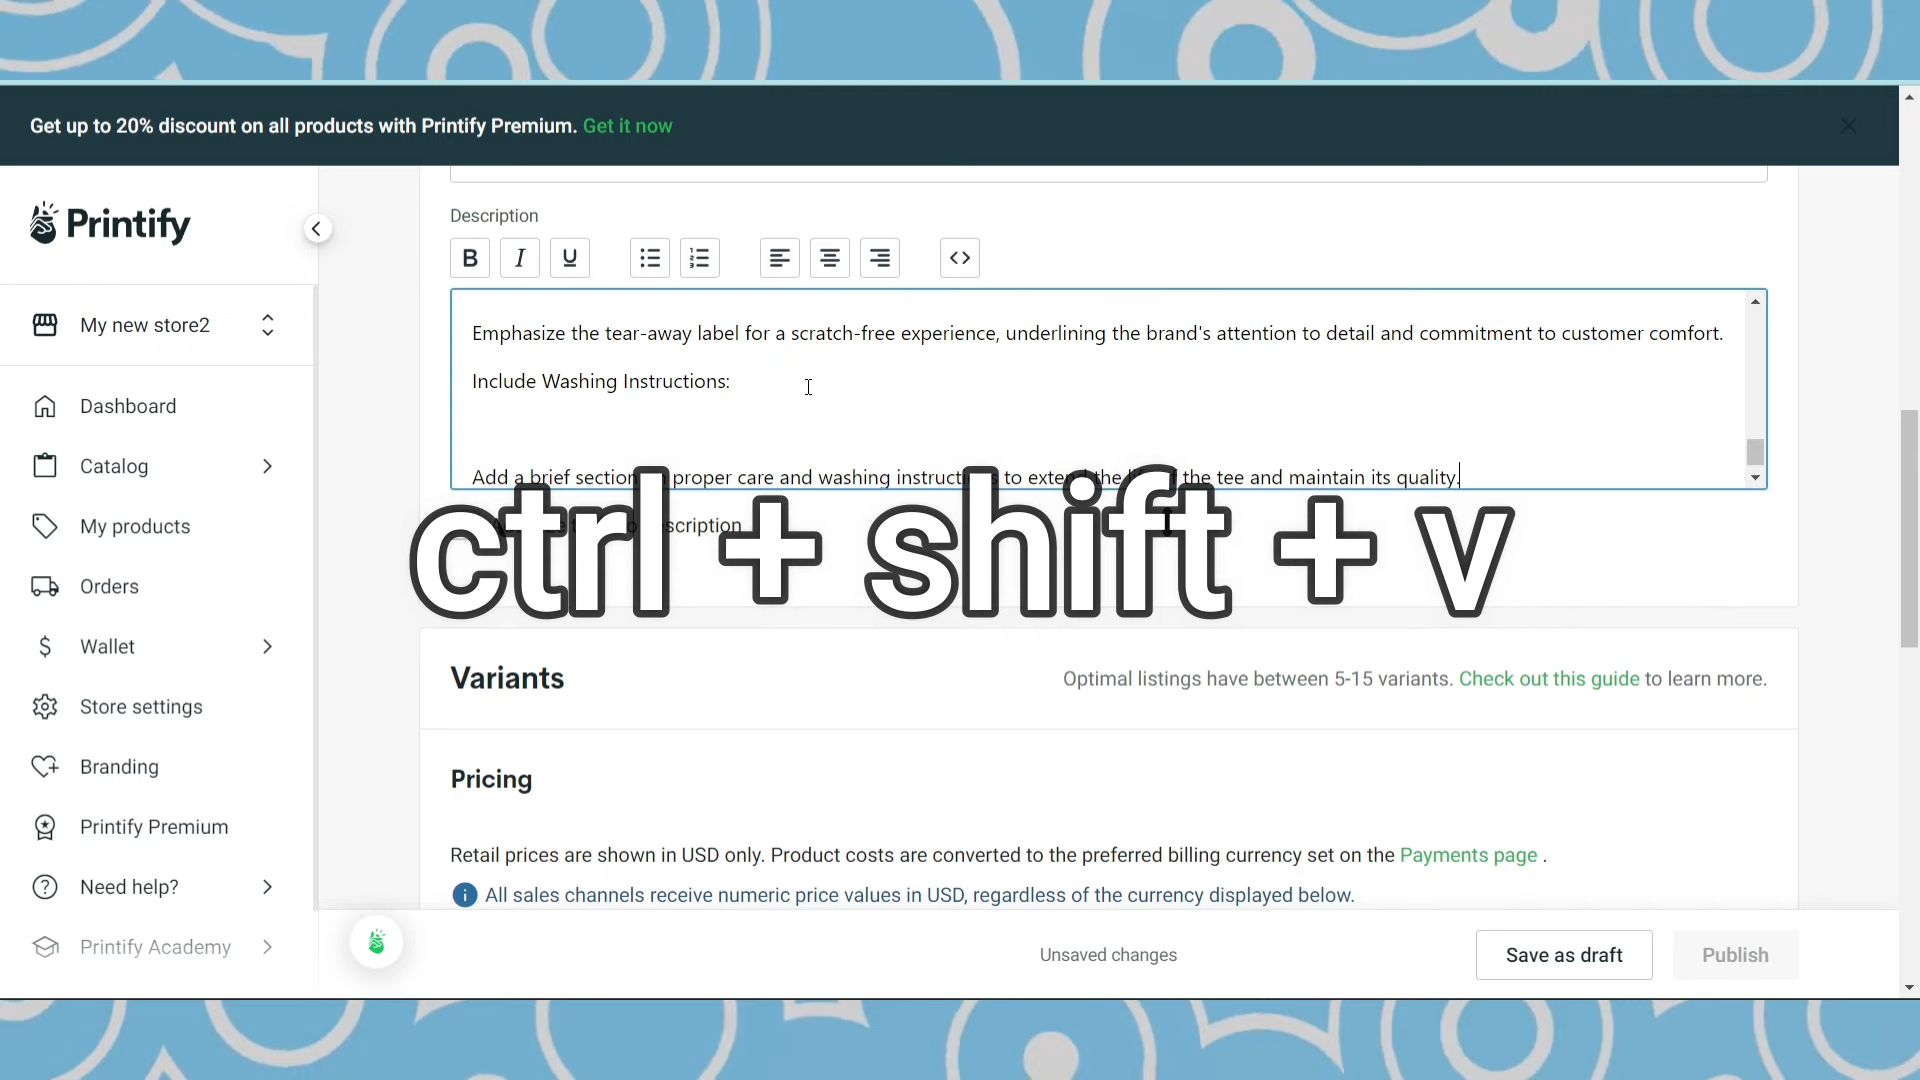 Get up to 20% discount on all products with Printify Premium. Get it now
Printify
My new store2
Dashboard
Catalog
My products
Orders
Wallet
Store settings
Branding
Printify Premium
Need help?
Printify Academy
Description
B I U
Emphasize the tear-away label for a scratch-free experience, underlining the brand's attention to detail and commitment to customer comfort.
Include Washing Instructions:
Add a brief section proper care and washing to the of the tee and maintain its quality.
ctrl + shift + v
Variants
Optimal listings have between 5-15 variants. Check out this guide to learn more.
Pricing
Retail prices are shown in USD only. Product costs are converted to the preferred billing currency set on the Payments page .
All sales channels receive numeric price values in USD, regardless of the currency displayed below.
Unsaved changes
Save as draft
Publish